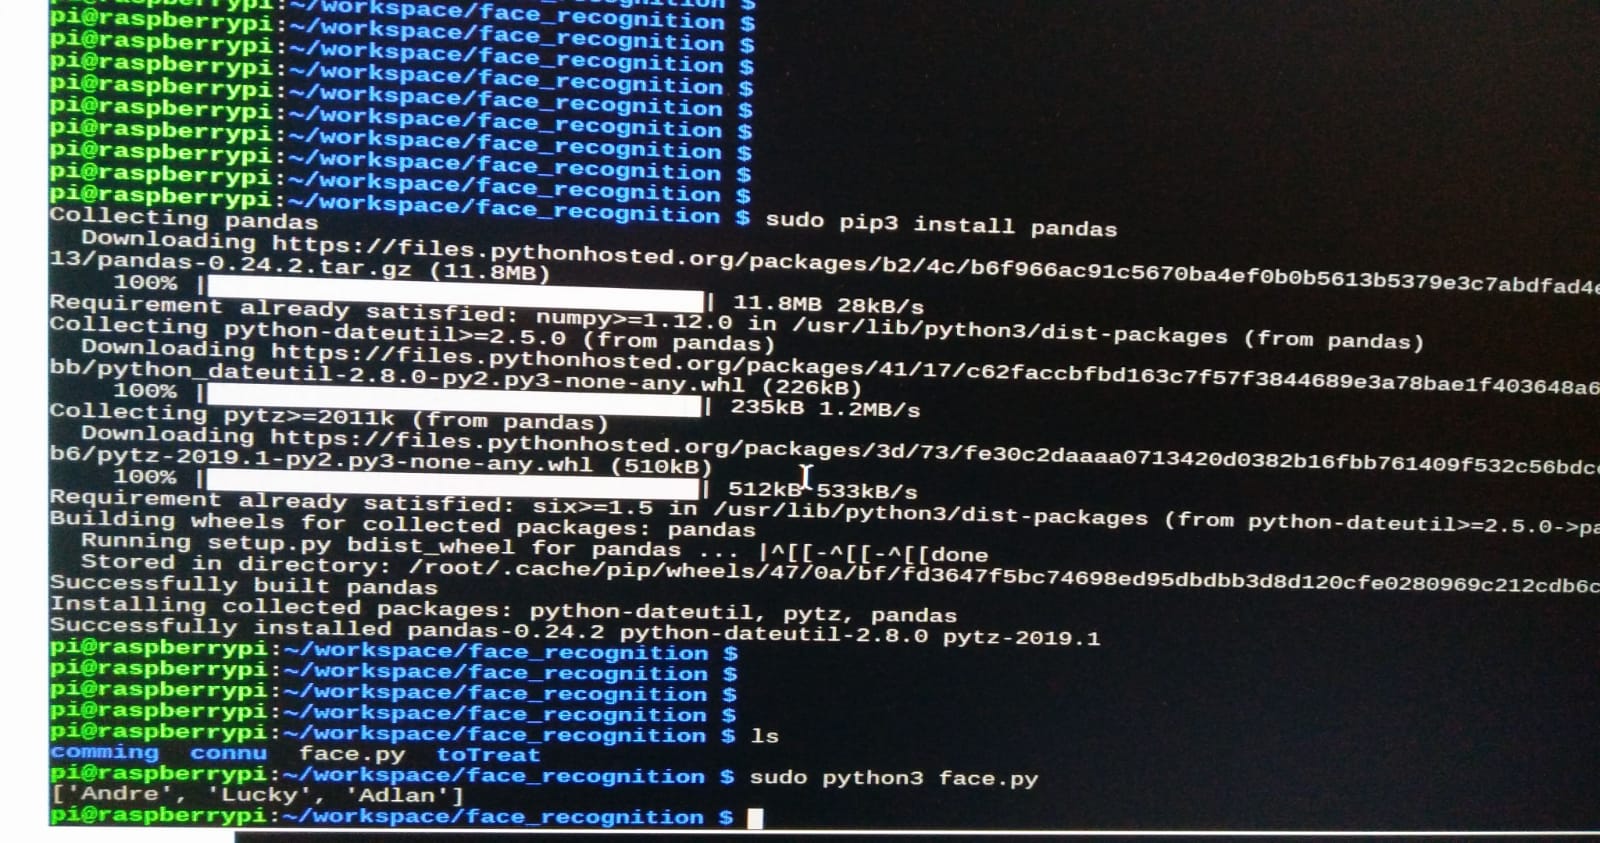 pi@raspberrypi:~/workspace/face_recognition $
pi@raspberrypi:~/workspace/face_recognition $
pi@raspberrypi:~/workspace/face_recognition $
pi@raspberrypi:~/workspace/face_recognition $
pi@raspberrypi:~/workspace/face_recognition $
pi@raspberrypi:~/workspace/face_recognition $
pi@raspberrypi:~/workspace/face_recognition $
pi@raspberrypi:~/workspace/face_recognition $
pi@raspberrypi:~/workspace/face_recognition $
pi@raspberrypi:~/workspace/face_recognition $ sudo pip3 install pandas
Collecting pandas
Downloading https://files.pythonhosted.org/packages/b2/4c/b6f966ac91c5670ba4ef0b0b5613b5379e3c7abdfad4e
13/pandas-0.24.2.tar.gz (11.8MB)
100% | | 11.8MB 28kB/s
Requirement already satisfied: numpy>=1.12.0 in /usr/lib/python3/dist-packages (from pandas)
Collecting python-dateutil>=2.5.0 (from pandas)
Downloading https://files.pythonhosted.org/packages/41/17/c62faccbfbd163c7f57f3844689e3a78bae1f403648a6
bb/python_dateutil-2.8.0-py2.py3-none-any.whl (226kB)
100% | | 235kB 1.2MB/s
Collecting pytz>=2011k (from pandas)
Downloading https://files.pythonhosted.org/packages/3d/73/fe30c2daaaa0713420d0382b16fbb761409f532c56bdc
b6/pytz-2019.1-py2.py3-none-any.whl (510kB)
100% | | 512kB 533kB/s
Requirement already satisfied: six>=1.5 in /usr/lib/python3/dist-packages (from python-dateutil>=2.5.0->pa
Building wheels for collected packages: pandas
Running setup.py bdist_wheel for pandas ... |^[[-^[[-^[[done
Stored in directory: /root/.cache/pip/wheels/47/0a/bf/fd3647f5bc74698ed95dbdbb3d8d120cfe0280969c212cdb6c
Successfully built pandas
Installing collected packages: python-dateutil, pytz, pandas
Successfully installed pandas-0.24.2 python-dateutil-2.8.0 pytz-2019.1
pi@raspberrypi:~/workspace/face_recognition $
pi@raspberrypi:~/workspace/face_recognition $
pi@raspberrypi:~/workspace/face_recognition $
pi@raspberrypi:~/workspace/face_recognition $
pi@raspberrypi:~/workspace/face_recognition $ ls
comming connu face.py toTreat
pi@raspberrypi:~/workspace/face_recognition $ sudo python3 face.py
['Andre', 'Lucky', 'Adlan']
pi@raspberrypi:~/workspace/face_recognition $